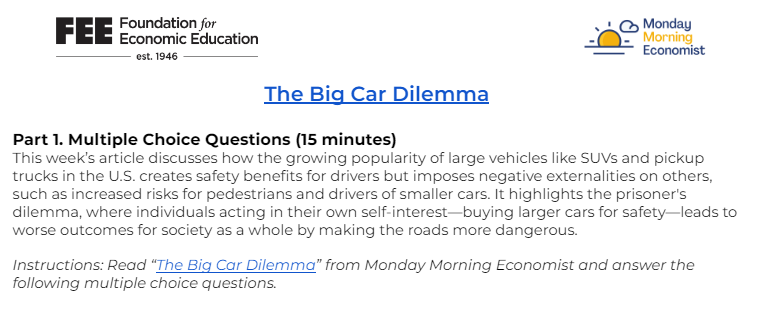 FEE Foundation for
Economic Education
est. 1946
Monday
Morning
Economist
The Big Car Dilemma
Part 1. Multiple Choice Questions (15 minutes)
This week's article discusses how the growing popularity of large vehicles like SUVs and pickup
trucks in the U.S. creates safety benefits for drivers but imposes negative externalities on others,
such as increased risks for pedestrians and drivers of smaller cars. It highlights the prisoner's
dilemma, where individuals acting in their own self-interest—buying larger cars for safety—leads to
worse outcomes for society as a whole by making the roads more dangerous.
Instructions: Read “The Big Car Dilemma” from Monday Morning Economist and answer the
following multiple choice questions.